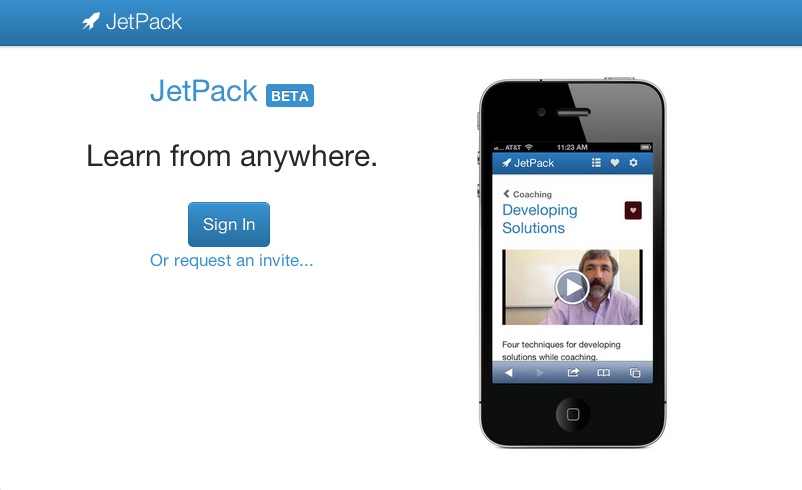 JetPack
JetPack BETA
Learn from anywhere.
Sign In
Or request an invite...
AT&T 11:23 AM
JetPack
Coaching
Developing
Solutions
Four techniques for developing
solutions while coaching.